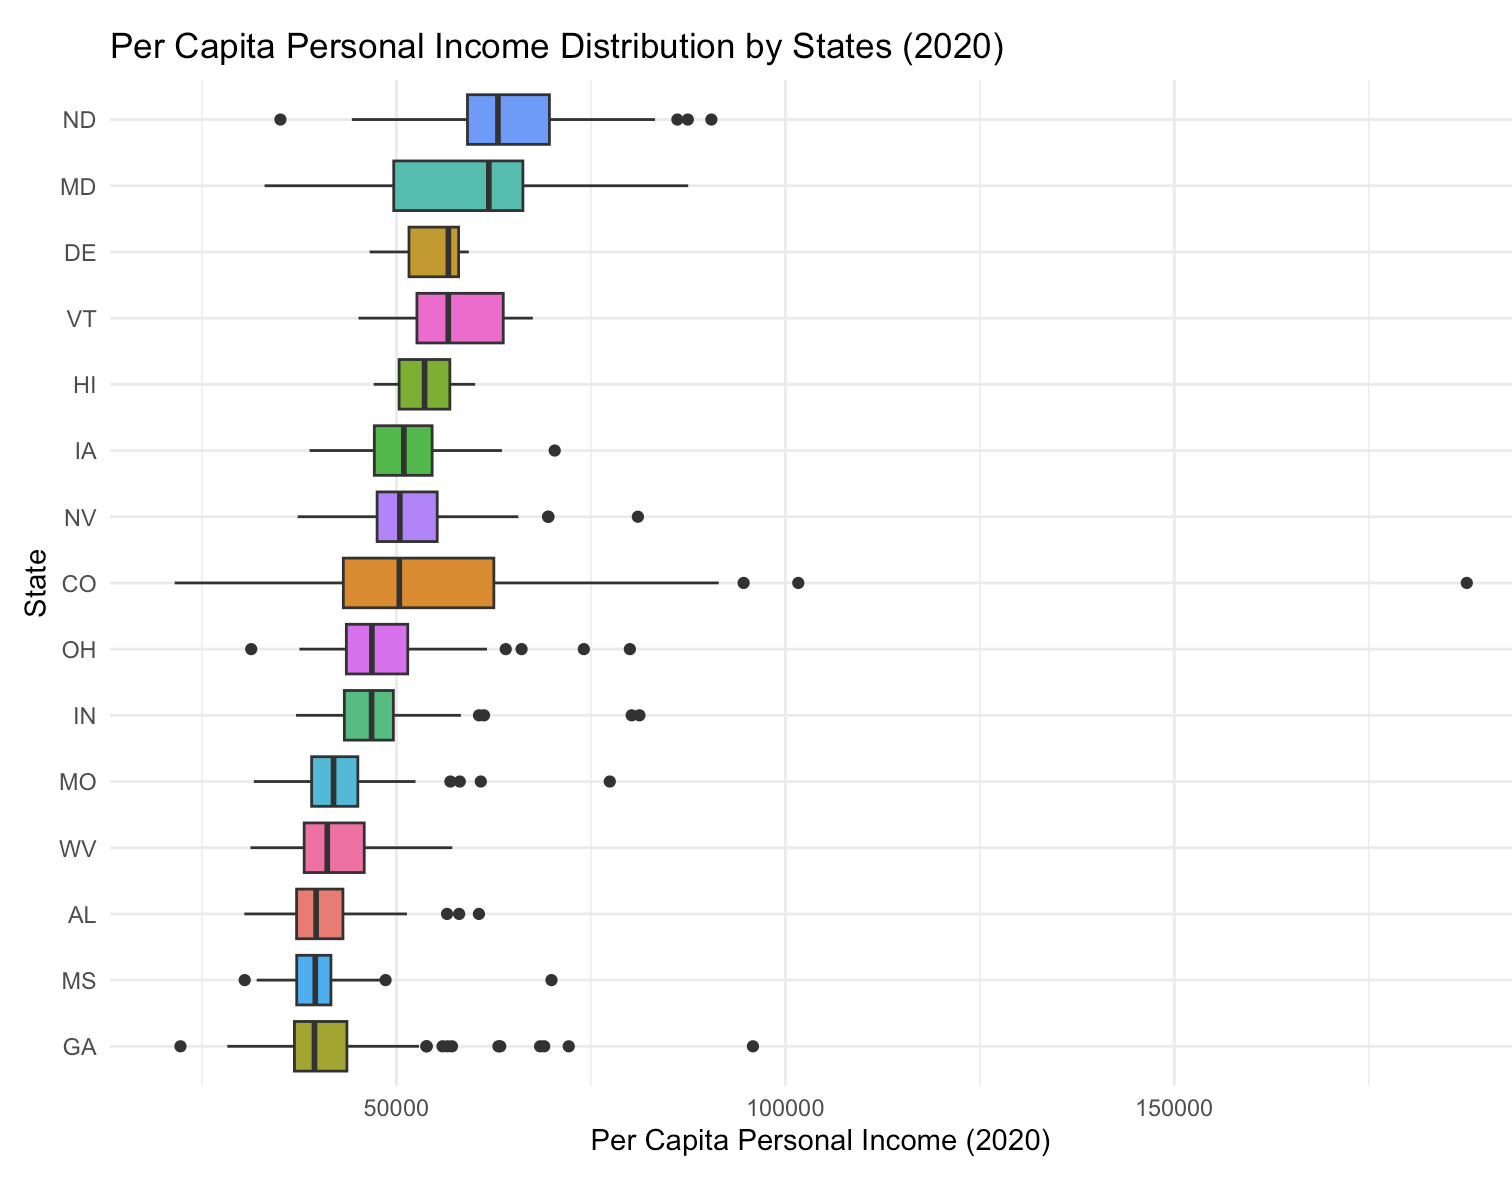 Per Capita Personal Income Distribution by States (2020)
ND
MD
DE
VT
HI
IA
NV
CO
OH
IN
MO
WV
AL
MS
GA
State
50000 100000 150000
Per Capita Personal Income (2020)